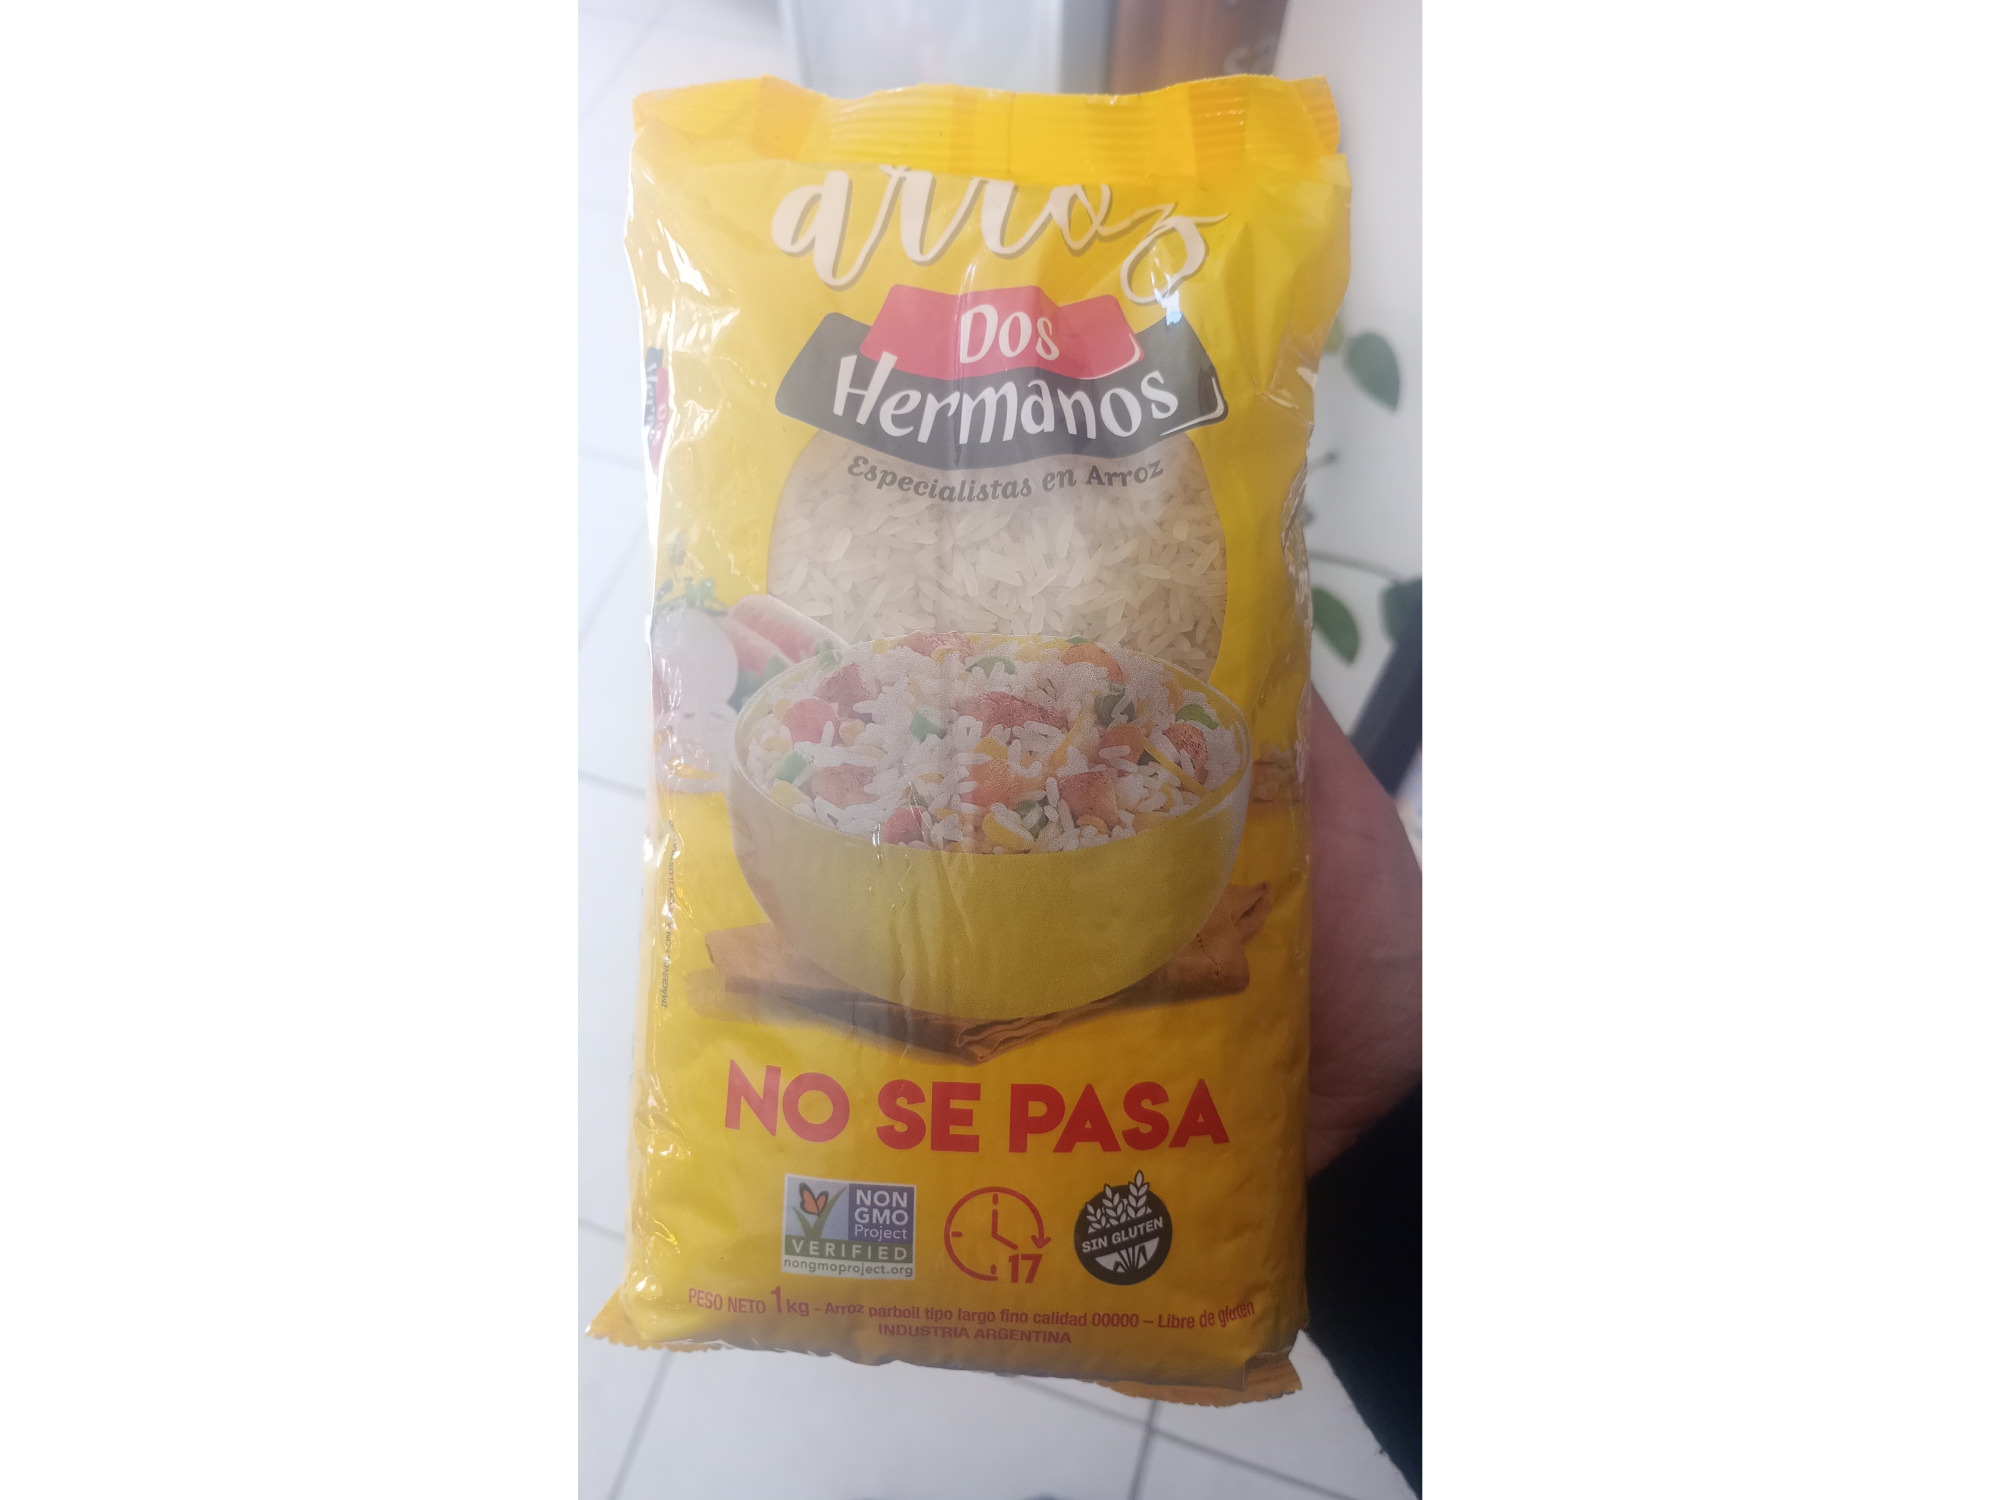 arroz
Dos
Hermanos
Especialistas en Arroz
NO SE PASA
NON
GMO
Project
VERIFIED
nongmoproject.org
17
SIN GLUTEN
PESO NETO 1kg - Arroz parboil tipo largo fino calidad 00000 – Libre de gluten
INDUSTRIA ARGENTINA